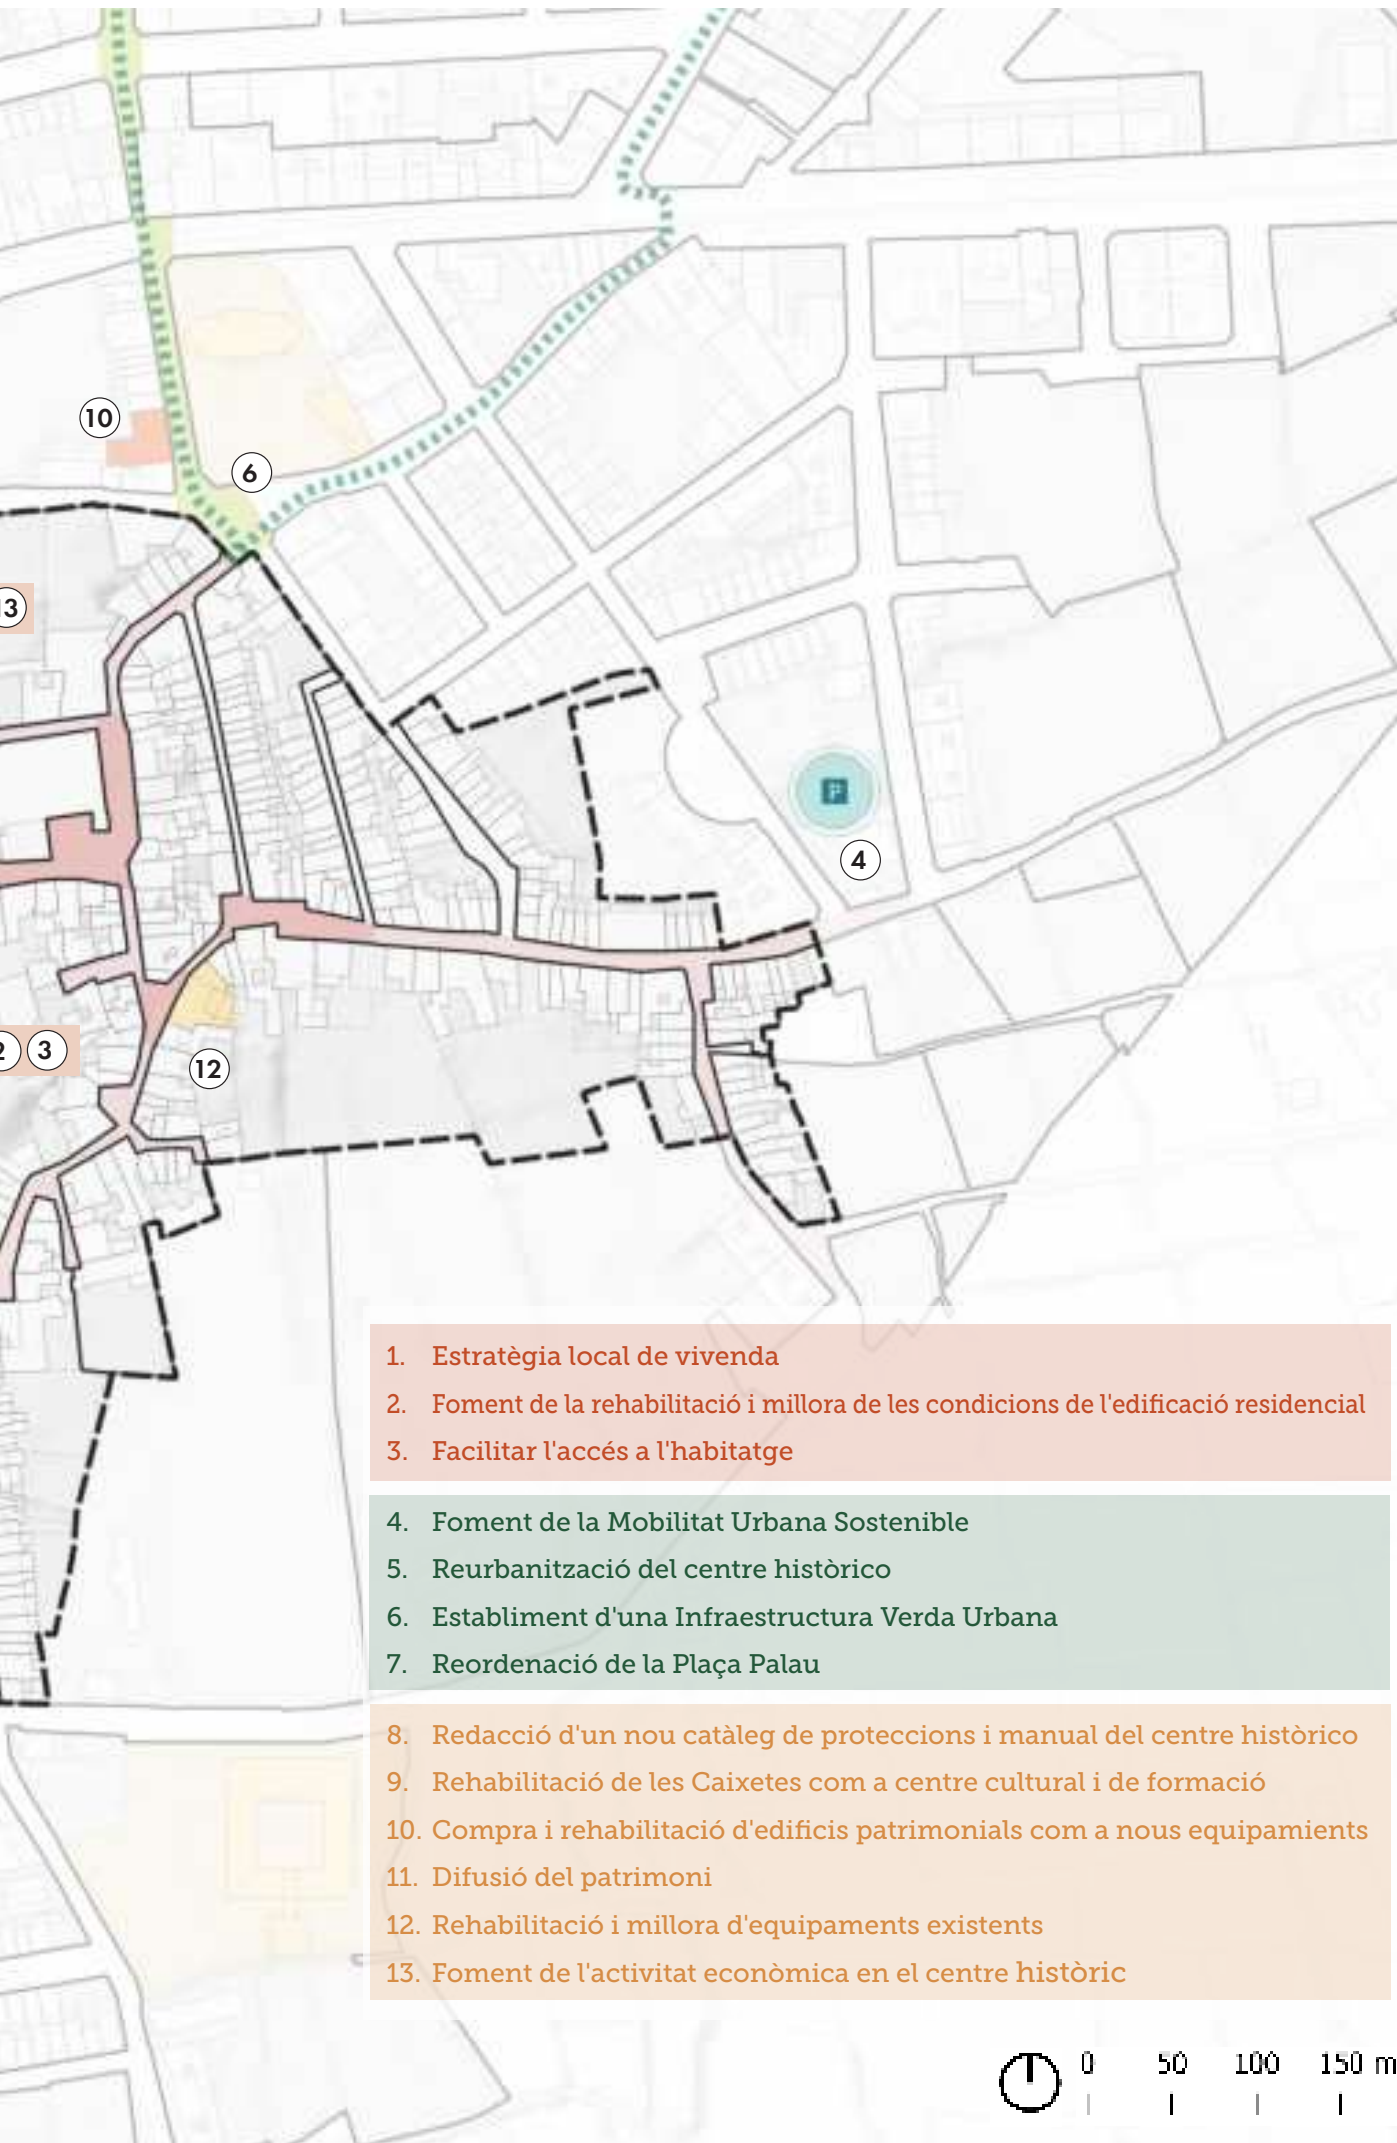 10
6
13
P
4
2 3
12
1. Estratègia local de vivenda
2. Foment de la rehabilitació i millora de les condicions de l'edificació residencial
3. Facilitar l'accés a l'habitatge
4. Foment de la Mobilitat Urbana Sostenible
5. Reurbanització del centre històrico
6. Establiment d'una Infraestructura Verda Urbana
7. Reordenació de la Plaça Palau
8. Redacció d'un nou catàleg de proteccions i manual del centre històrico
9. Rehabilitació de les Caixetes com a centre cultural i de formació
10. Compra i rehabilitació d'edificis patrimonials com a nous equipamients
11. Difusió del patrimoni
12. Rehabilitació i millora d'equipaments existents
13. Foment de l'activitat econòmica en el centre històric
0 50 100 150 m